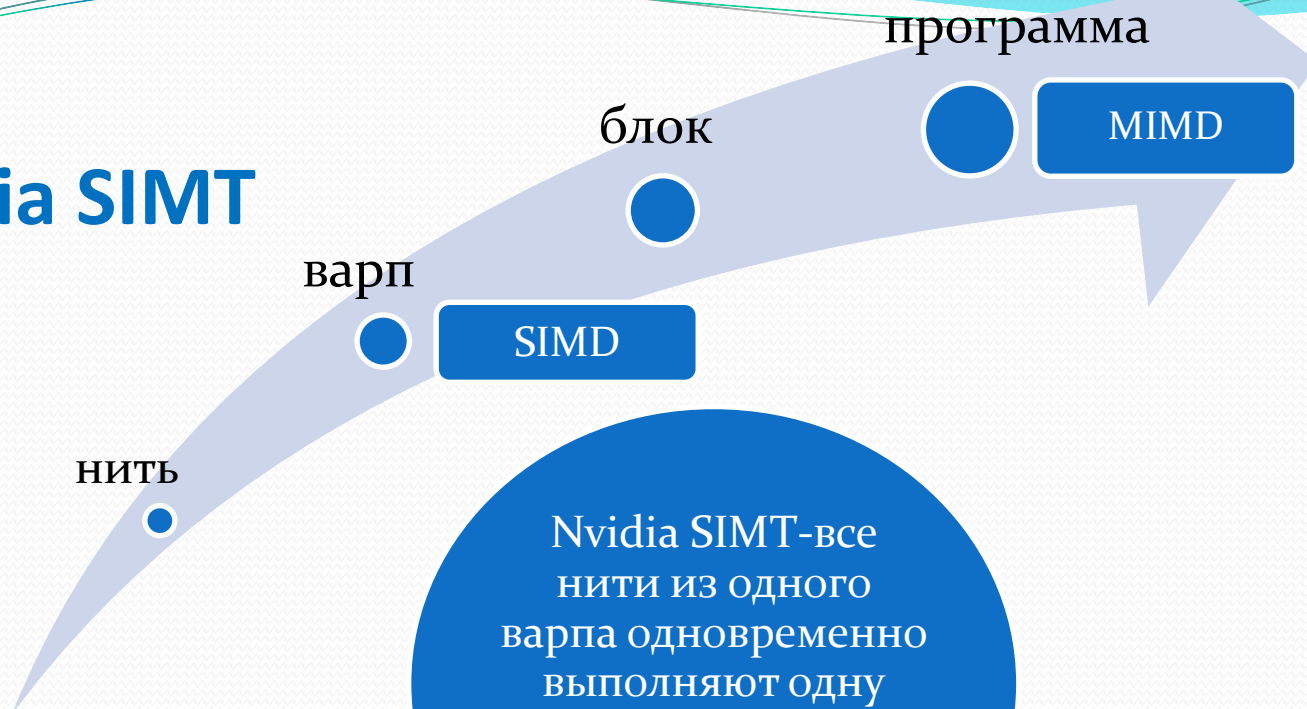 программа
MIMD
блок
ia SIMT
варп
SIMD
нить
Nvidia SIMT-все
нити из одного
варпа одновременно
выполняют одну